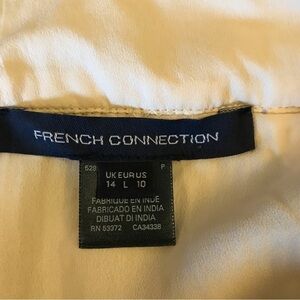 FRENCH CONNECTION
529 P
UK EUR US
14 L 10
FABRIQUE EN INDE
FABRICADO EN INDIA
DIBUAT DI INDIA
RN 53372 CA34338